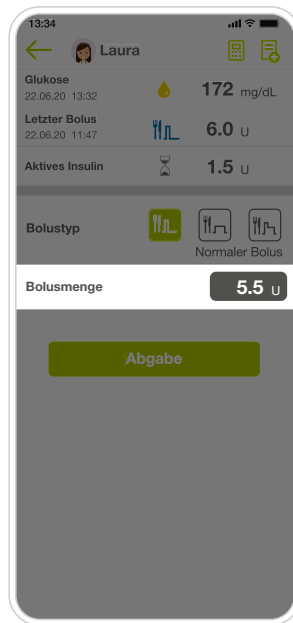 13:34
Laura
Glukose
22.06.20 13:32
172 mg/dL
Letzter Bolus
22.06.20 11:47
6.0 U
Aktives Insulin
1.5 U
Bolustyp
Normaler Bolus
Bolusmenge
5.5 U
Abgabe